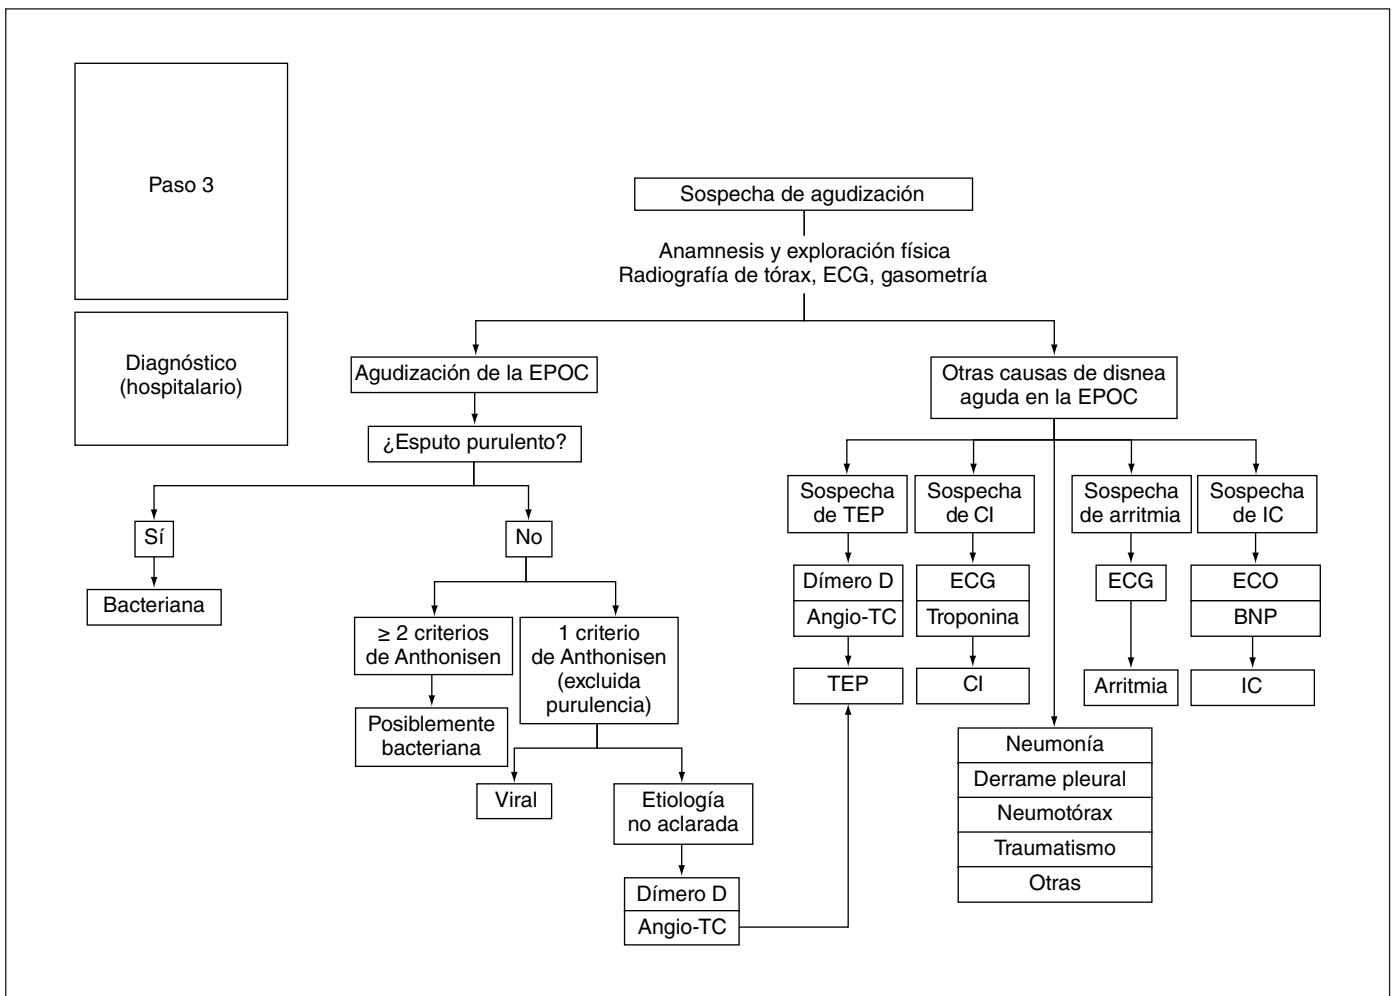 Paso 3
Diagnóstico
(hospitalario)
Sospecha de agudización
Anamnesis y exploración física
Radiografía de tórax, ECG, gasometría
Agudización de la EPOC
¿Esputo purulento?
Sí
Bacteriana
No
≥ 2 criterios
de Anthonisen
Posiblemente
bacteriana
1 criterio
de Anthonisen
(excluida
purulencia)
Viral
Etiología
no aclarada
Dímero D
Angio-TC
Otras causas de disnea
aguda en la EPOC
Sospecha
de TEP
Dímero D
Angio-TC
TEP
Sospecha
de CI
ECG
Troponina
CI
Sospecha
de arritmia
ECG
Arritmia
Sospecha
de IC
ECO
BNP
IC
Neumonía
Derrame pleural
Neumotórax
Traumatismo
Otras